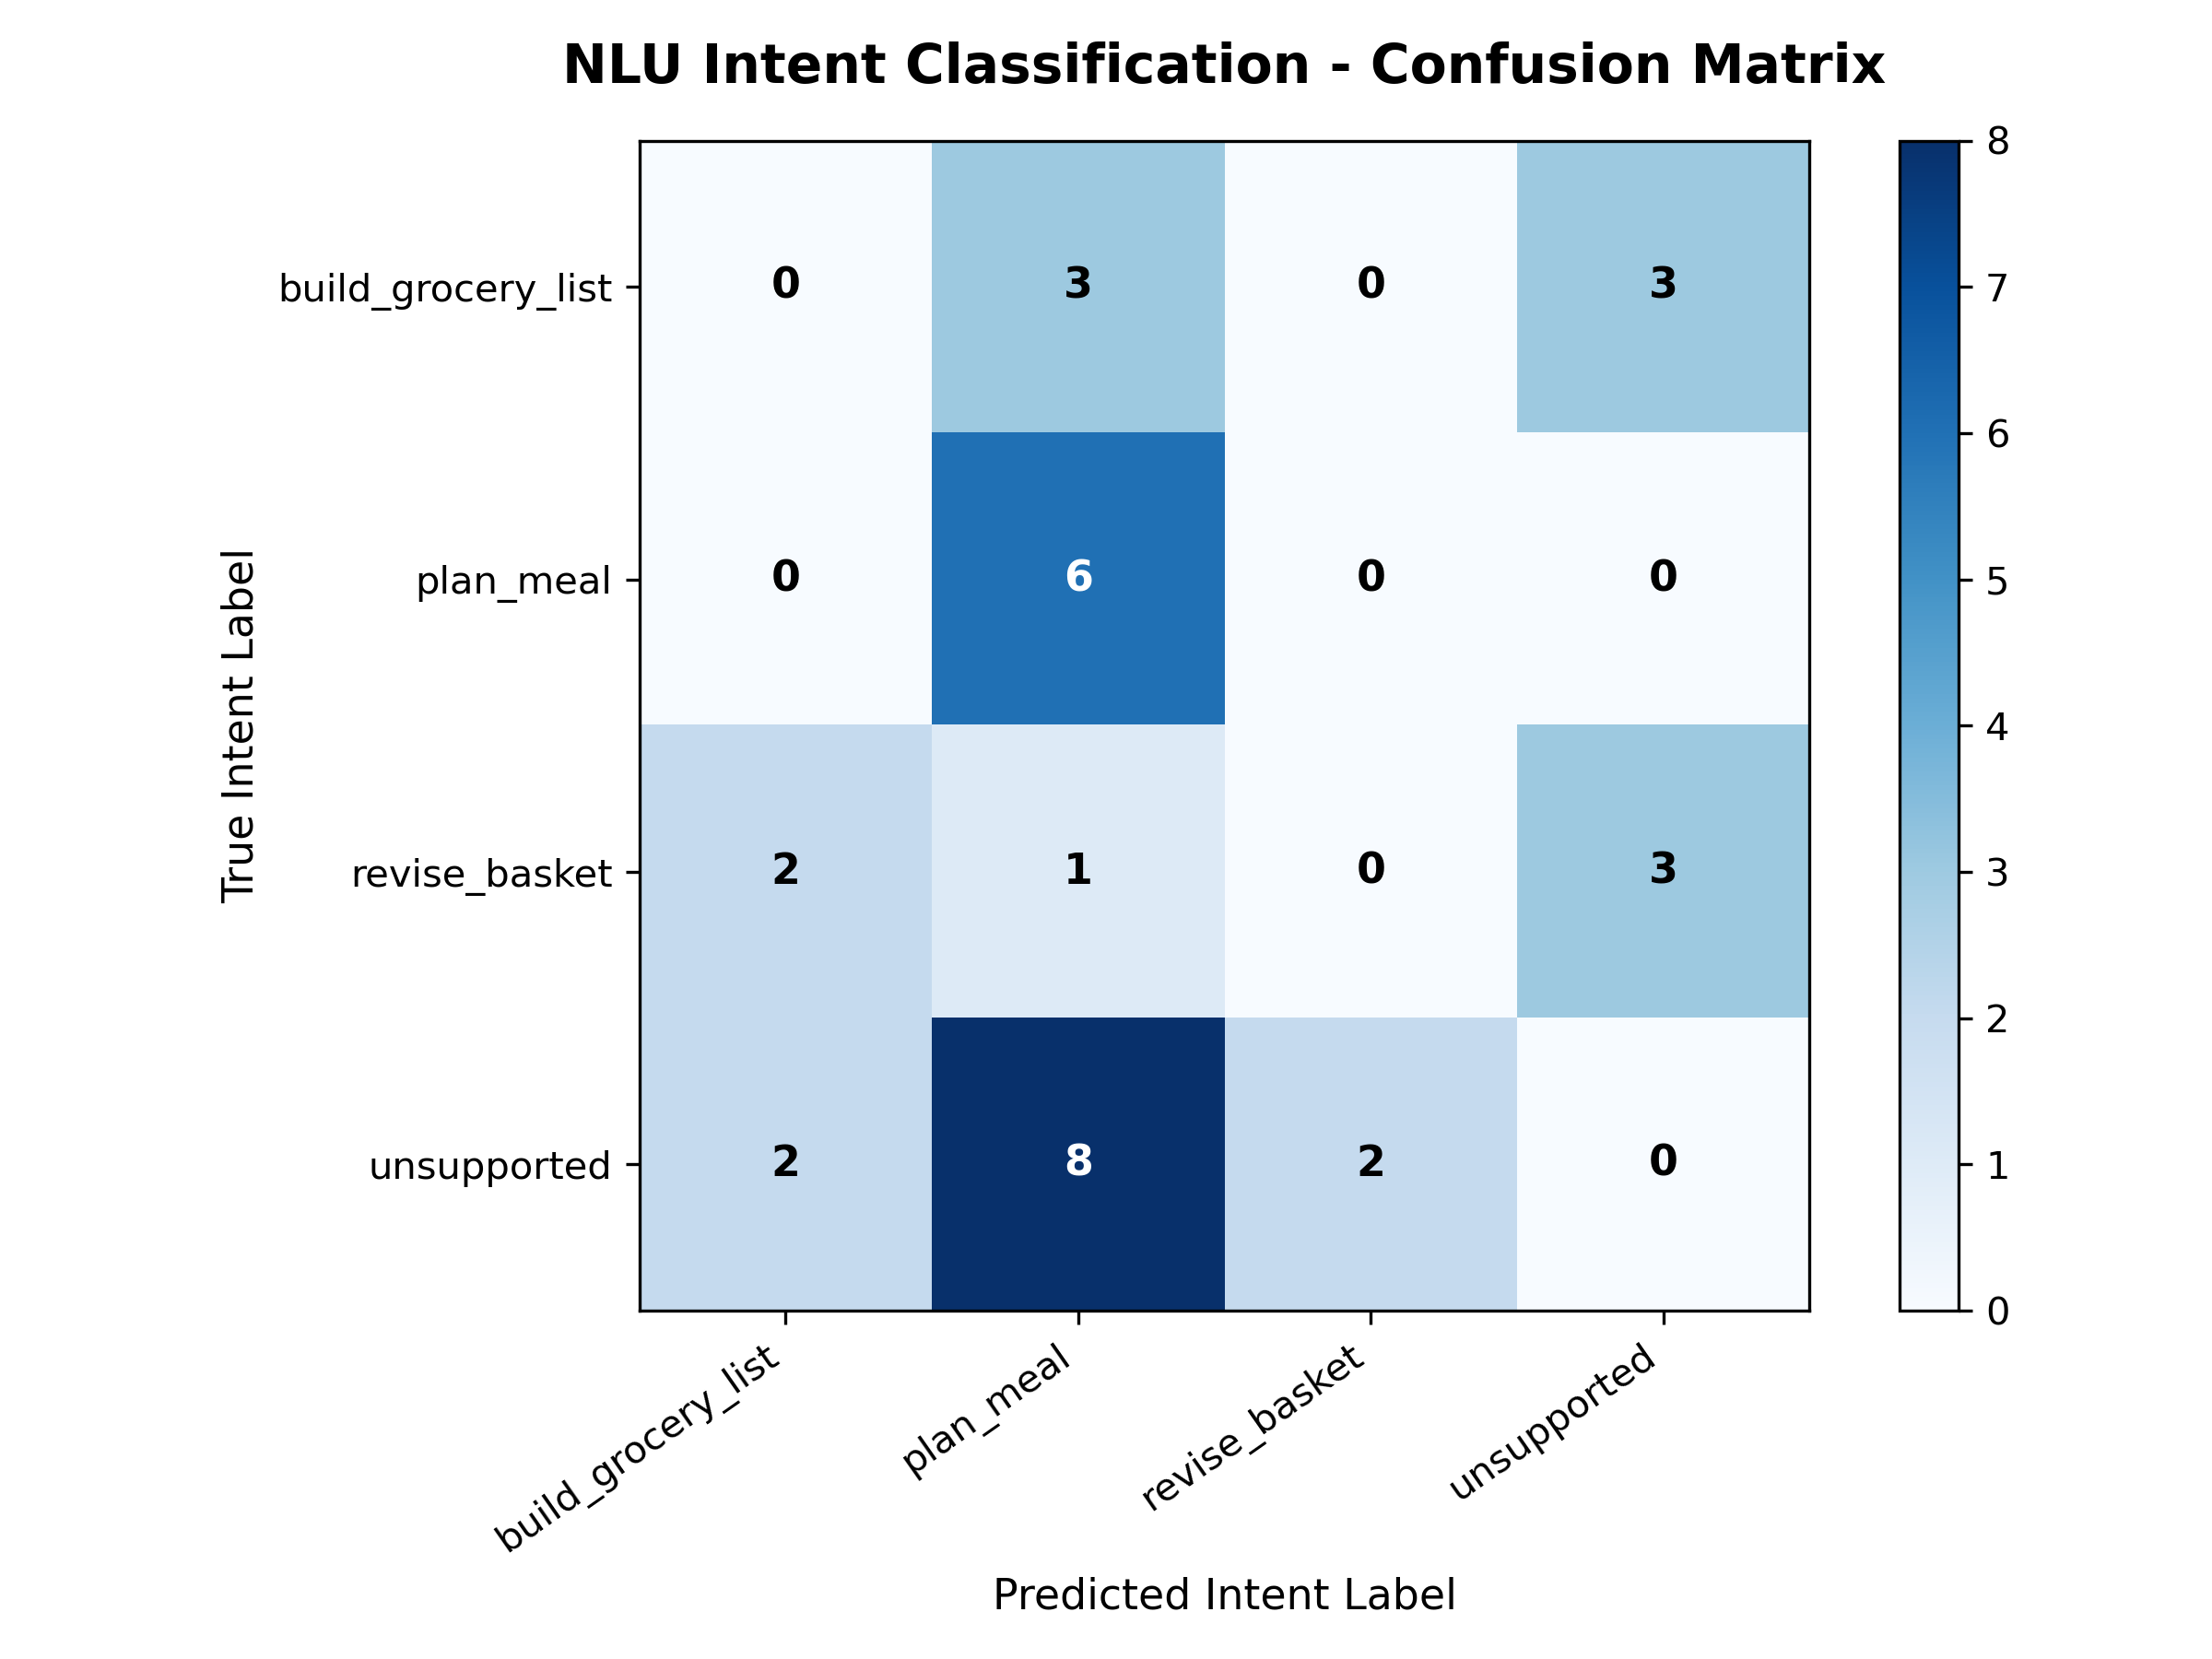 NLU Intent Classification - Confusion Matrix
True Intent Label
build_grocery_list 0 3 0 3
plan_meal 0 6 0 0
revise_basket 2 1 0 3
unsupported 2 8 2 0
build_grocery_list plan_meal revise_basket unsupported
Predicted Intent Label
8
7
6
5
4
3
2
1
0